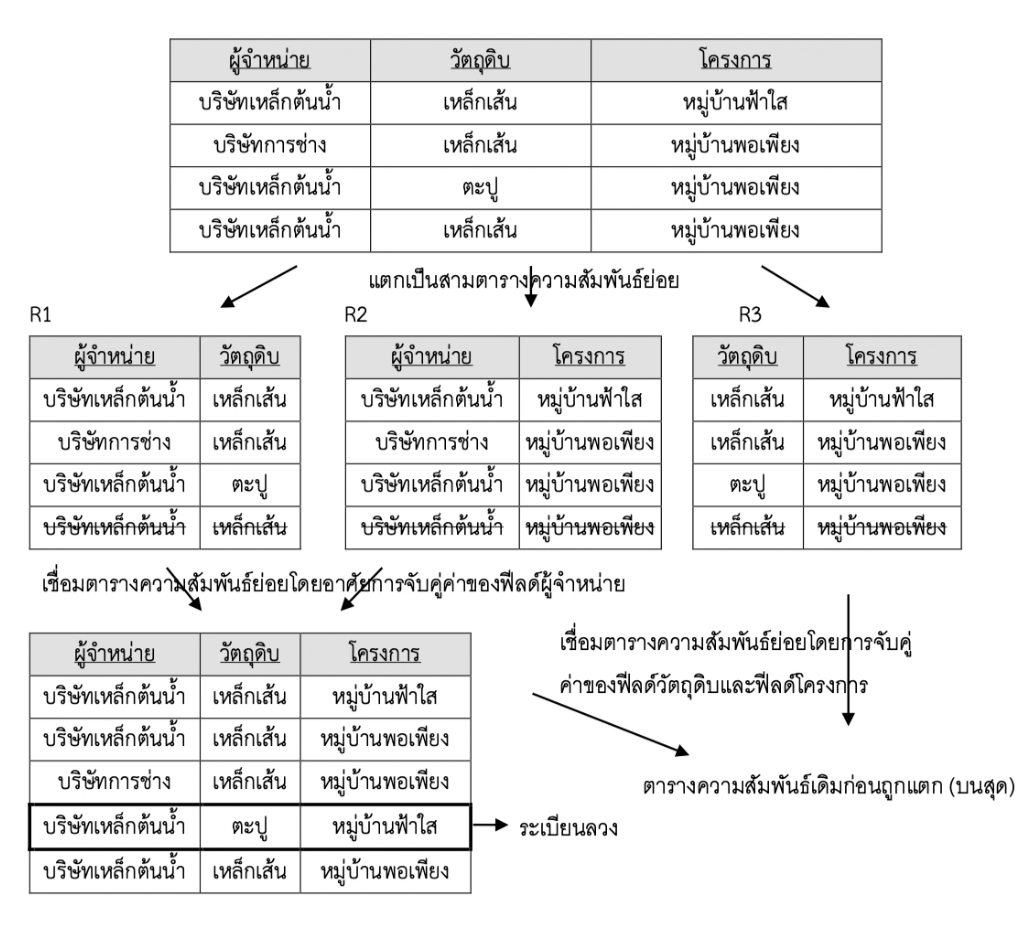 ผู้จำหน่าย วัตถุดิบ โครงการ
บริษัทเหล็กต้นน้ำ เหล็กเส้น หมู่บ้านฟ้าใส
บริษัทการช่าง เหล็กเส้น หมู่บ้านพอเพียง
บริษัทเหล็กต้นน้ำ ตะปู หมู่บ้านพอเพียง
บริษัทเหล็กต้นน้ำ เหล็กเส้น หมู่บ้านพอเพียง
แตกเป็นสามตารางความสัมพันธ์ย่อย
R1 R2 R3
ผู้จำหน่าย วัตถุดิบ ผู้จำหน่าย โครงการ วัตถุดิบ โครงการ
บริษัทเหล็กต้นน้ำ เหล็กเส้น บริษัทเหล็กต้นน้ำ หมู่บ้านฟ้าใส เหล็กเส้น หมู่บ้านฟ้าใส
บริษัทการช่าง เหล็กเส้น บริษัทการช่าง หมู่บ้านพอเพียง เหล็กเส้น หมู่บ้านพอเพียง
บริษัทเหล็กต้นน้ำ ตะปู บริษัทเหล็กต้นน้ำ หมู่บ้านพอเพียง ตะปู หมู่บ้านพอเพียง
บริษัทเหล็กต้นน้ำ เหล็กเส้น บริษัทเหล็กต้นน้ำ หมู่บ้านพอเพียง เหล็กเส้น หมู่บ้านพอเพียง
เชื่อมตารางความสัมพันธ์ย่อยโดยอาศัยการจับคู่ค่าของฟีลด์ผู้จำหน่าย
ผู้จำหน่าย วัตถุดิบ โครงการ
บริษัทเหล็กต้นน้ำ เหล็กเส้น หมู่บ้านฟ้าใส
บริษัทเหล็กต้นน้ำ เหล็กเส้น หมู่บ้านพอเพียง
บริษัทการช่าง เหล็กเส้น หมู่บ้านพอเพียง
บริษัทเหล็กต้นน้ำ ตะปู หมู่บ้านฟ้าใส ระเบียนลวง
บริษัทเหล็กต้นน้ำ เหล็กเส้น หมู่บ้านพอเพียง
เชื่อมตารางความสัมพันธ์ย่อยโดยการจับคู่
ค่าของฟีลด์วัตถุดิบและฟีลด์โครงการ
ตารางความสัมพันธ์เดิมก่อนถูกแตก (บนสุด)